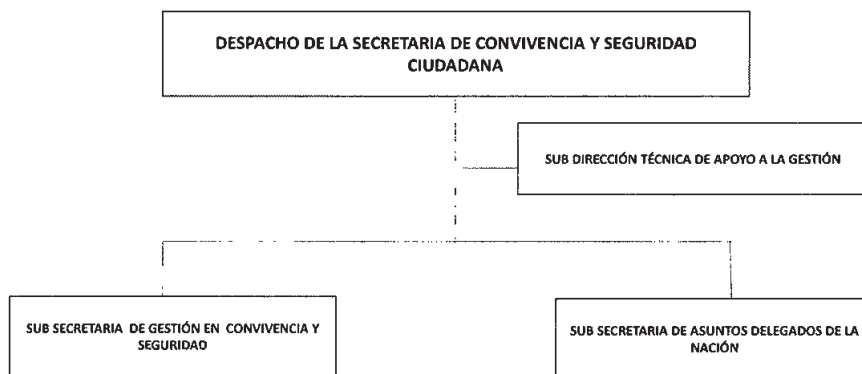 DESPACHO DE LA SECRETARIA DE CONVIVENCIA Y SEGURIDAD
CIUDADANA
SUB DIRECCIÓN TÉCNICA DE APOYO A LA GESTIÓN
SUB SECRETARIA DE GESTIÓN EN CONVIVENCIA Y
SEGURIDAD
SUB SECRETARIA DE ASUNTOS DELEGADOS DE LA
NACIÓN